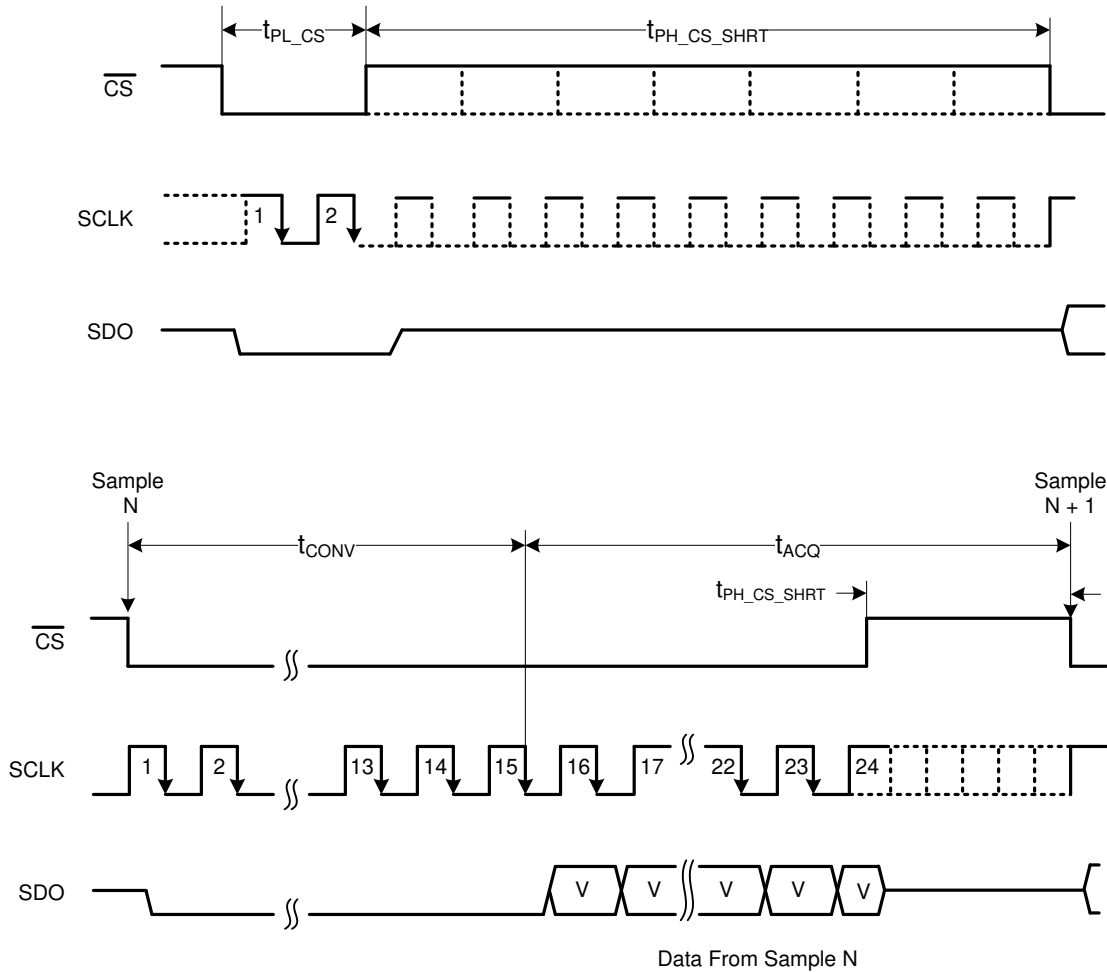 tPL_CS
tPH_CS_SHRT
CS
SCLK
1 2
SDO
Sample
N
Sample
N + 1
tCONV
tACQ
tPH_CS_SHRT
CS
SCLK
1 2 13 14 15 16 17 22 23 24
SDO
V V V V V
Data From Sample N